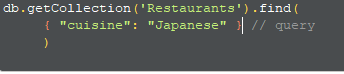 db.getCollection('Restaurants').find(
{ "cuisine": "Japanese" } // query
)